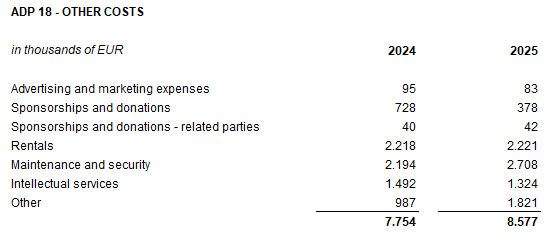 ADP 18 - OTHER COSTS
in thousands of EUR 2024 2025
Advertising and marketing expenses 95 83
Sponsorships and donations 728 378
Sponsorships and donations - related parties 40 42
Rentals 2.218 2.221
Maintenance and security 2.194 2.708
Intellectual services 1.492 1.324
Other 987 1.821
7.754 8.577